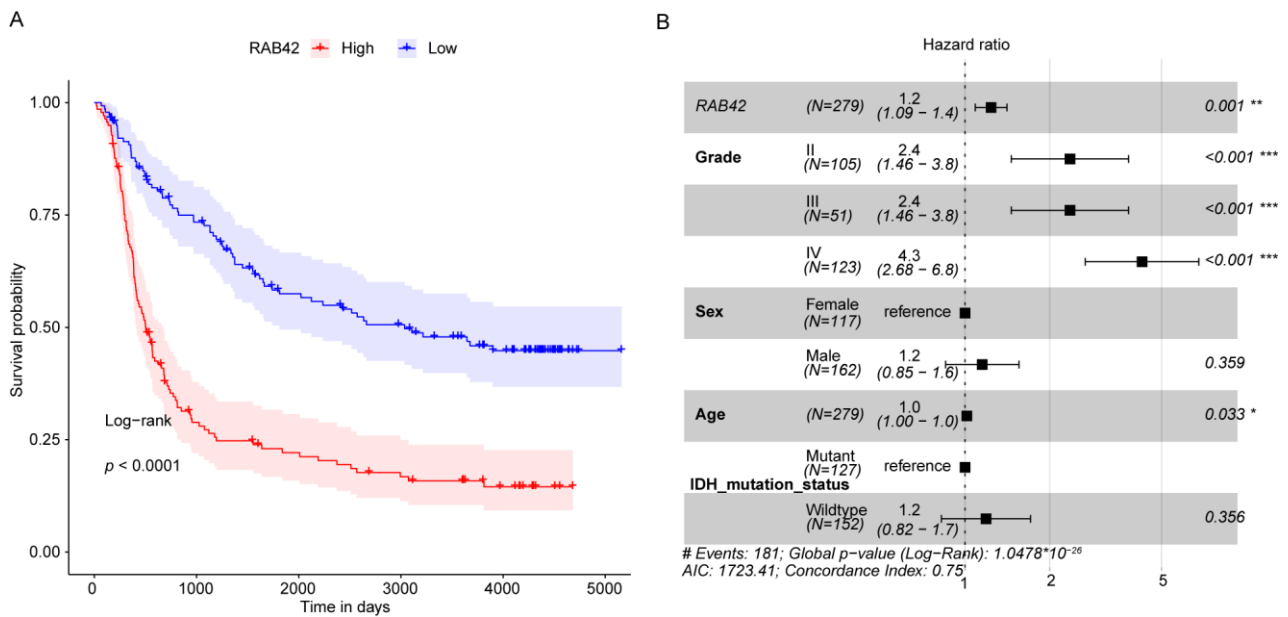 A
RAB42 High Low
Survival probability
1.00
0.75
0.50
0.25
0.00
Log−rank
p < 0.0001
0 1000 2000 3000 4000 5000
Time in days
B
Hazard ratio
RAB42 (N=279) 1.2 (1.09 − 1.4) 0.001 **
Grade II (N=105) 2.4 (1.46 − 3.8) <0.001 ***
III (N=51) 2.4 (1.46 − 3.8) <0.001 ***
IV (N=123) 4.3 (2.68 − 6.8) <0.001 ***
Sex Female (N=117) reference
Male (N=162) 1.2 (0.85 − 1.6) 0.359
Age (N=279) 1.0 (1.00 − 1.0) 0.033 *
IDH_mutation_status Mutant (N=127) reference
Wildtype (N=152) 1.2 (0.82 − 1.7) 0.356
# Events: 181; Global p−value (Log−Rank): 1.0478*10⁻²⁶
AIC: 1723.41; Concordance Index: 0.75
1 2 5